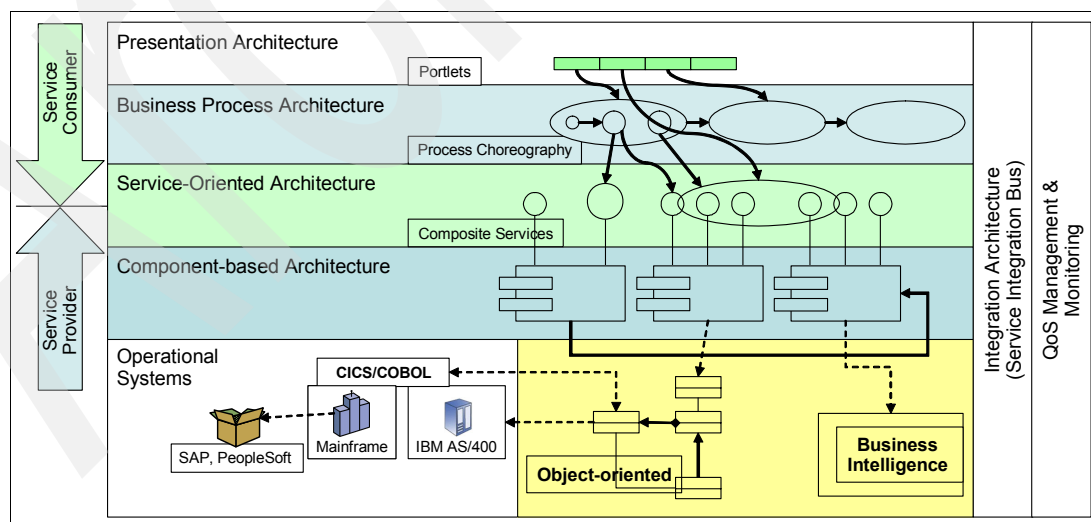 Service
Consumer
Service
Provider
Presentation Architecture
Portlets
Business Process Architecture
Process Choreography
Service-Oriented Architecture
Composite Services
Component-based Architecture
Operational
Systems
CICS/COBOL
SAP, PeopleSoft
Mainframe
IBM AS/400
Object-oriented
Business
Intelligence
Integration Architecture
(Service Integration Bus)
QoS Management &
Monitoring